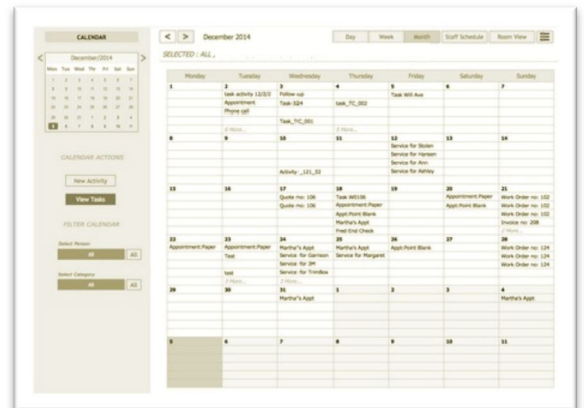 CALENDAR
< > December 2014 Day Week Month Staff Schedule Room View
SELECTED : ALL ,
< December/2014 >
Mon Tue Wed Thr Fri Sat Sun
Monday Tuesday Wednesday Thursday Friday Saturday Sunday
1 2 3 4 5 6 7
task activity 12/2/2 Follow-up Task Will Ave
Appointment Task-324 task_TC_002
Phone call
Task_TC_001
2 More... 2 More...
8 9 10 11 12 13 14
Service for Stolen
Service for Hansen
Service for Ann
Activity _121_02 Service for Ashley
15 16 17 18 19 20 21
Quote no: 106 Task WE106 Appointment Paper Work Order no: 102
Quote no: 106 Appointment Paper Appt Point Blank Work Order no: 102
Appt Point Blank Work Order no: 102
Martha's Appt Invoice no: 208
Fred End Check 2 More...
22 23 24 25 26 27 28
Appointment Paper Appointment Paper Martha's Appt Martha's Appt Appt Point Blank Work Order no: 124
Test Service for Garrison Service for Margaret Work Order no: 124
Service for 3M Work Order no: 124
test Service for TrimBox Work Order no: 124
2 More... 2 More...
29 30 31 1 2 3 4
Martha's Appt Martha's Appt
5 6 7 8 9 10 11
CALENDAR ACTIONS
New Activity
View Tasks
FILTER CALENDAR
Select Person
All All
Select Category
All All